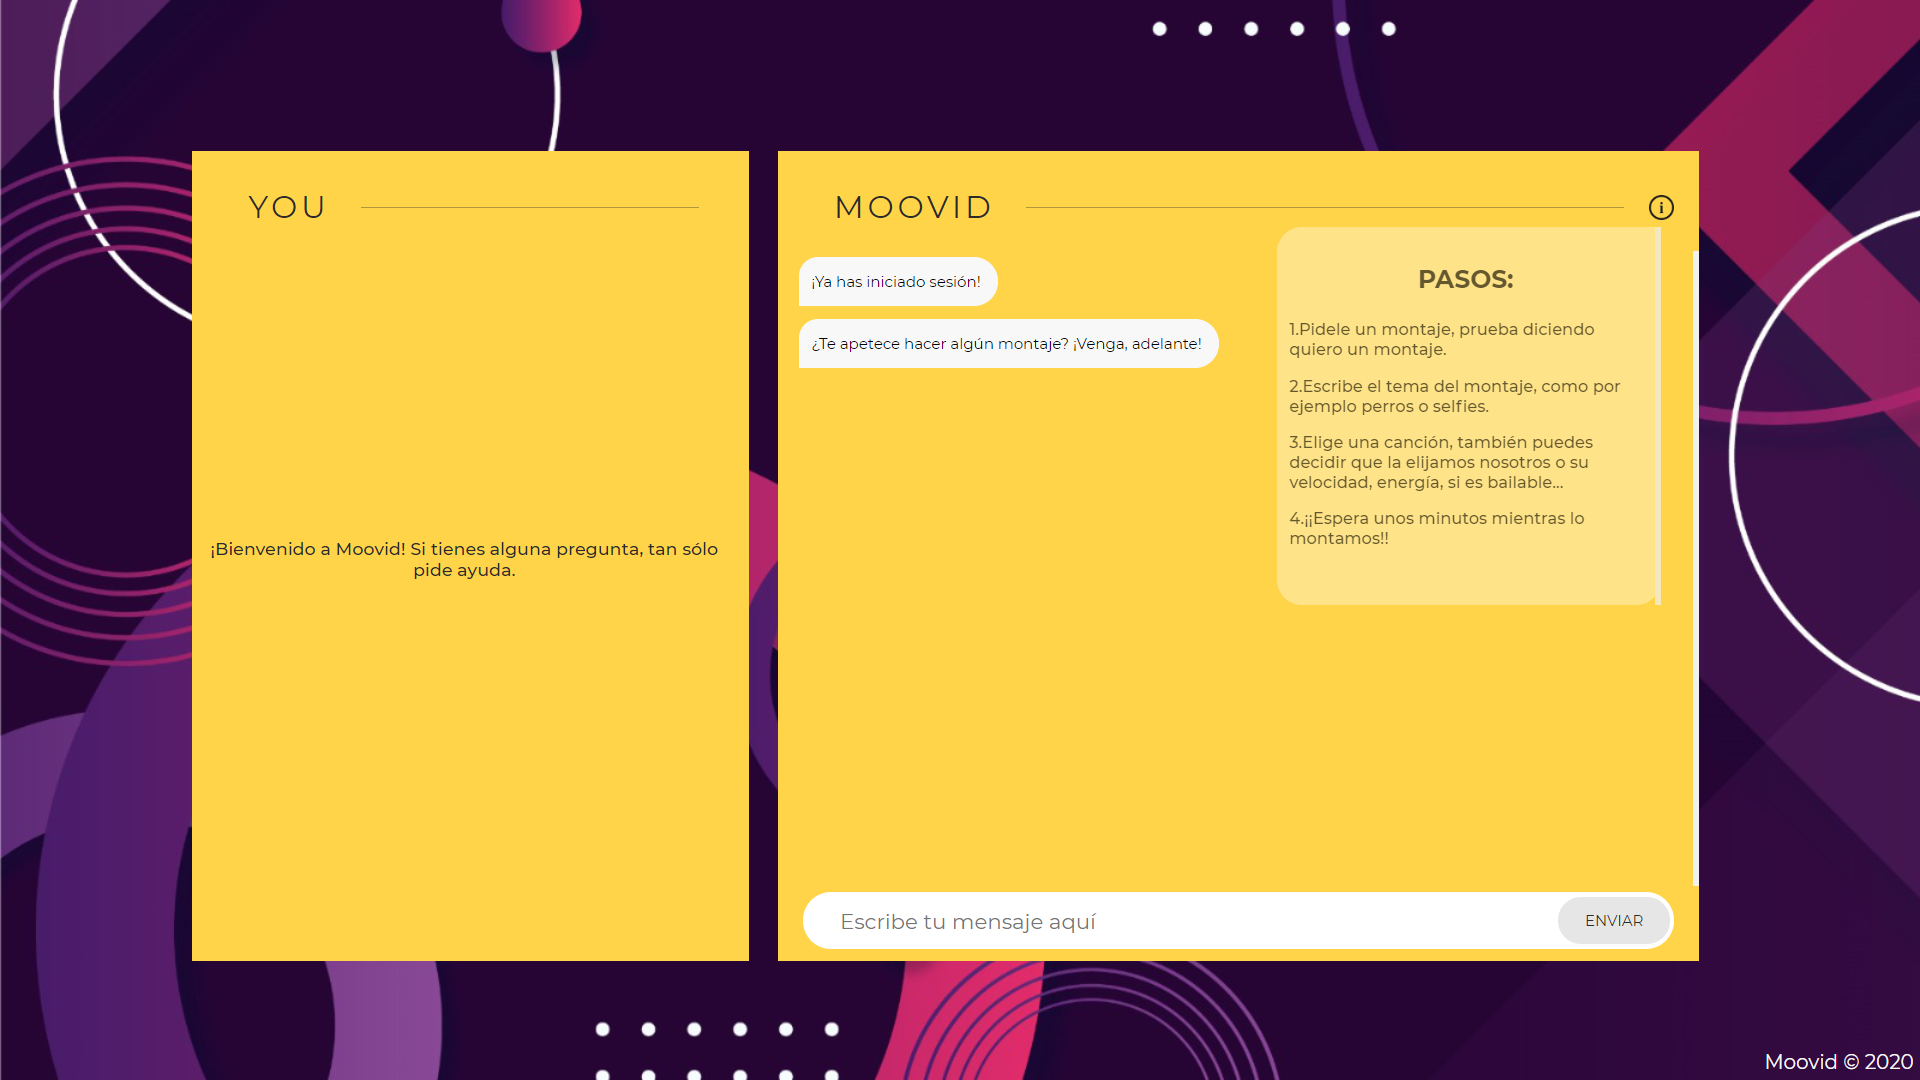 YOU
¡Bienvenido a Moovid! Si tienes alguna pregunta, tan sólo
pide ayuda.
MOOVID
i
¡Ya has iniciado sesión!
¿Te apetece hacer algún montaje? ¡Venga, adelante!
PASOS:
1.Pidele un montaje, prueba diciendo
quiero un montaje.
2.Escribe el tema del montaje, como por
ejemplo perros o selfies.
3.Elige una canción, también puedes
decidir que la elijamos nosotros o su
velocidad, energía, si es bailable...
4.¡¡Espera unos minutos mientras lo
montamos!!
Escribe tu mensaje aquí
ENVIAR
Moovid © 2020